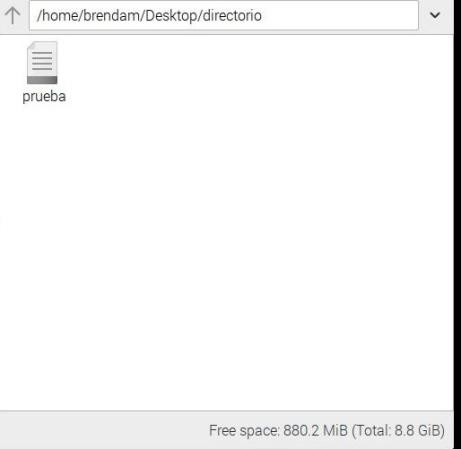 /home/brendam/Desktop/directorio
prueba
Free space: 880.2 MiB (Total: 8.8 GiB)